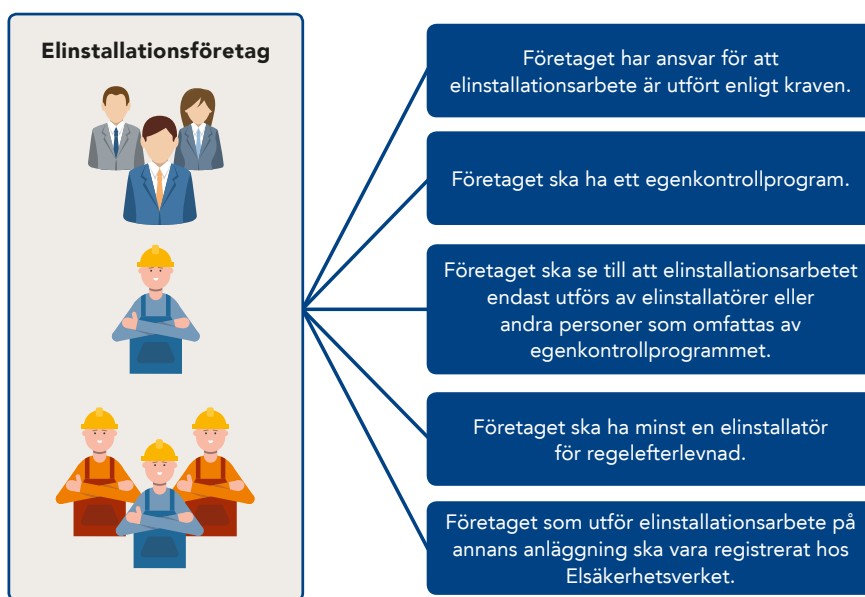 Elinstallationsföretag
Företaget har ansvar för att
elinstallationsarbete är utfört enligt kraven.
Företaget ska ha ett egenkontrollprogram.
Företaget ska se till att elinstallationsarbetet
endast utförs av elinstallatörer eller
andra personer som omfattas av
egenkontrollprogrammet.
Företaget ska ha minst en elinstallatör
för regelefterlevnad.
Företaget som utför elinstallationsarbete på
annans anläggning ska vara registrerat hos
Elsäkerhetsverket.